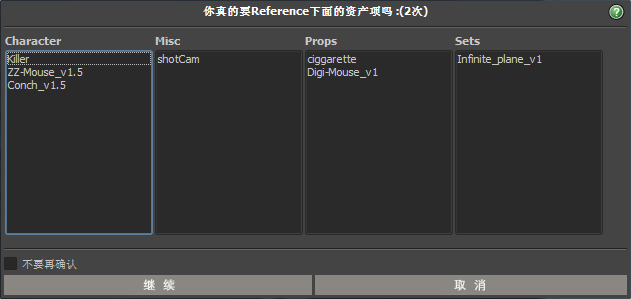 你真的要Reference下面的资产项吗:(2次)
Character
Killer
ZZ-Mouse_v1.5
Conch_v1.5
Misc
shotCam
Props
ciggarette
Digi-Mouse_v1
Sets
Infinite_plane_v1
不要再确认
继 续
取 消